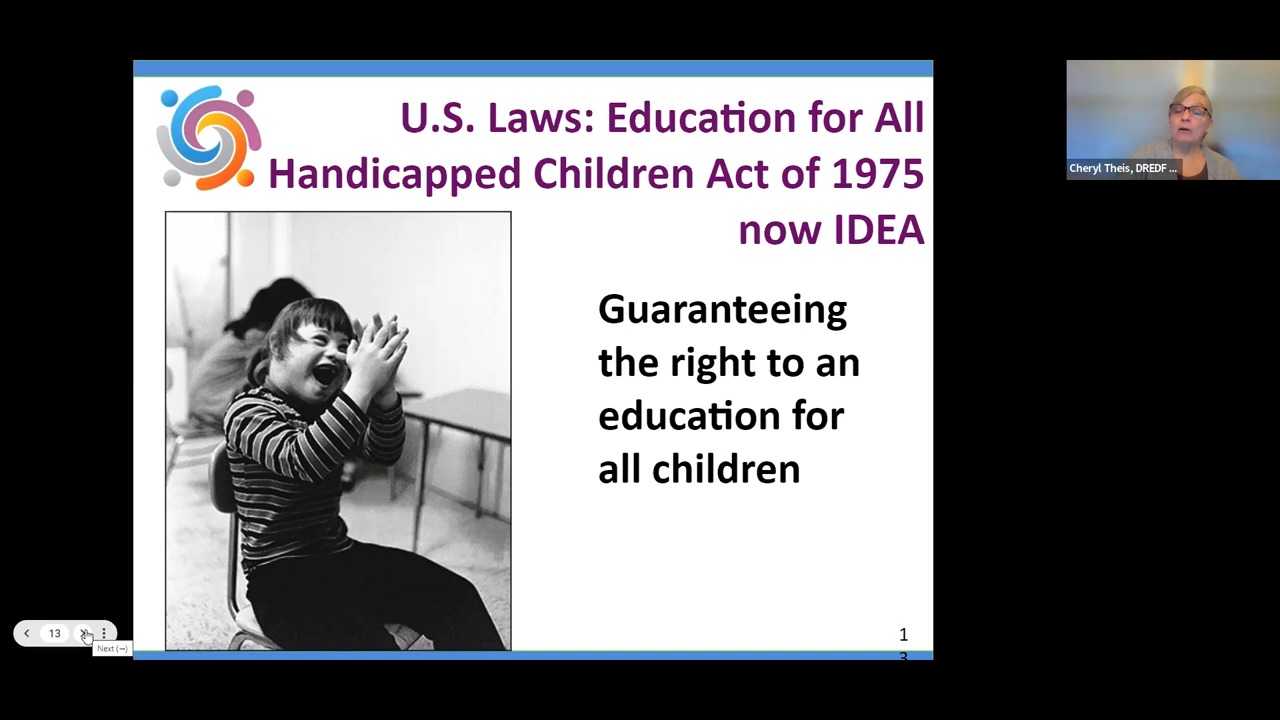 U.S. Laws: Education for All
Handicapped Children Act of 1975
now IDEA
Guaranteeing
the right to an
education for
all children
Cheryl Theis, DREDF ...
13
Next (→)
1
3